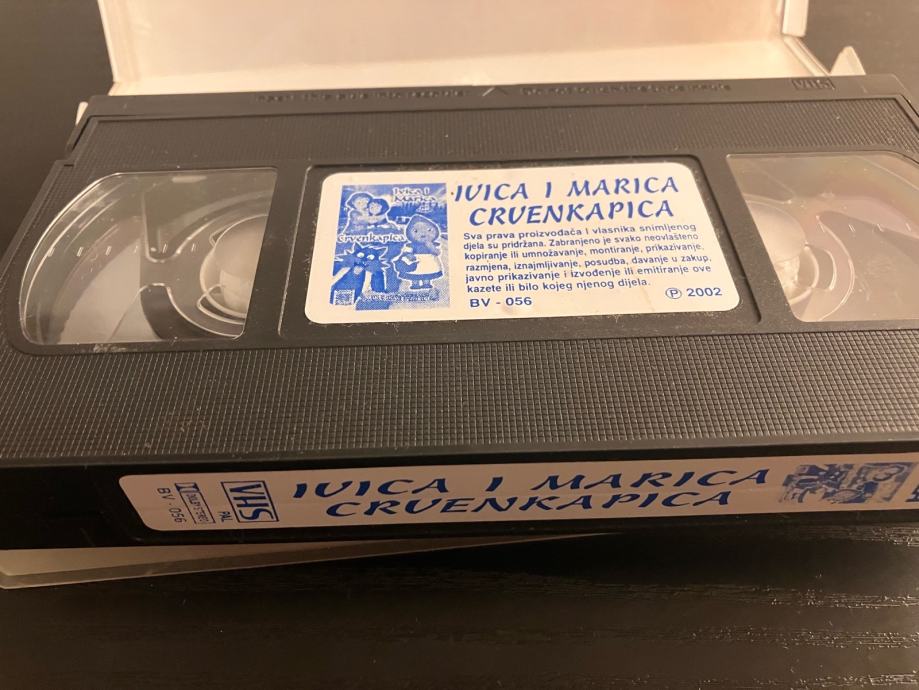 VHS
IVICA I MARICA
CRVENKAPICA
Ivica I
Marica
Crvenkapica
Sva prava proizvođača I vlasnika snimljenog
djela su pridržana. Zabranjeno je svako neovlašteno
kopiranje ili umnožavanje, montiranje, prikazivanje,
razmjena, iznajmljivanje, posudba, davanje u zakup,
javno prikazivanje i izvođenje ili emitiranje ove
kazete ili bilo kojeg njenog dijela.
BV - 056
℗ 2002
IVICA I MARICA
CRVENKAPICA
VHS
PAL
BV - 056